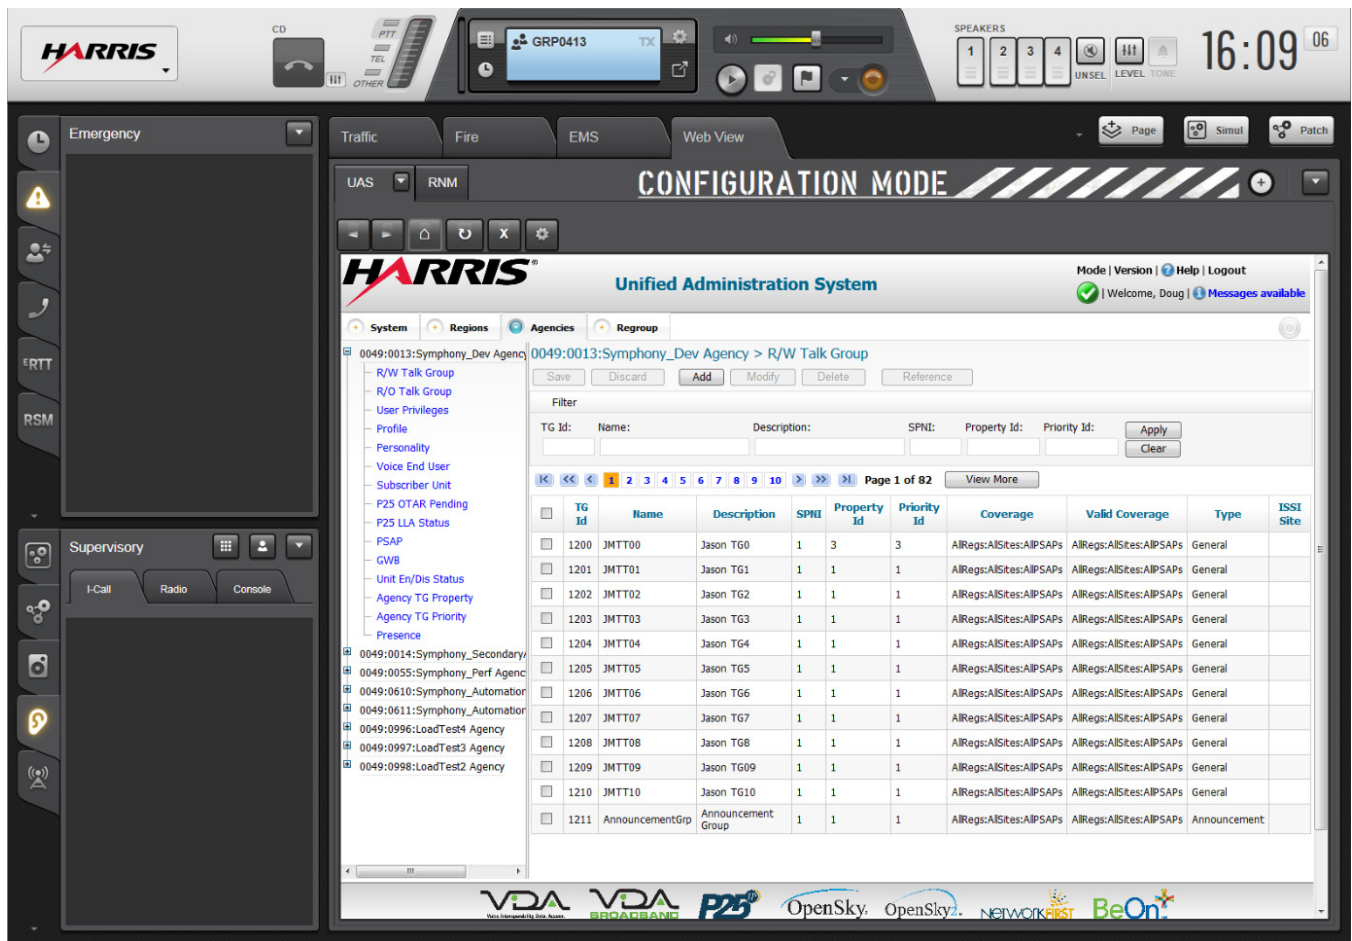 HARRIS
CD
PTT
TEL
OTHER
GRP0413 TX
SPEAKERS
1 2 3 4
UNSEL LEVEL TONE
16:09 06
Emergency
Traffic Fire EMS Web View
Page Simul Patch
UAS RNM
CONFIGURATION MODE
X
ERTT
RSM
HARRIS®
Unified Administration System
Mode | Version | Help | Logout
| Welcome, Doug | Messages available
System Regions Agencies Regroup
0049:0013:Symphony_Dev Agency
R/W Talk Group
R/O Talk Group
User Privileges
Profile
Personality
Voice End User
Subscriber Unit
P25 OTAR Pending
P25 LLA Status
PSAP
GWB
Unit En/Dis Status
Agency TG Property
Agency TG Priority
Presence
0049:0014:Symphony_Secondary
0049:0055:Symphony_Perf Agenc
0049:0610:Symphony_Automation
0049:0611:Symphony_Automation
0049:0996:LoadTest4 Agency
0049:0997:LoadTest3 Agency
0049:0998:LoadTest2 Agency
0049:0013:Symphony_Dev Agency > R/W Talk Group
Save Discard Add Modify Delete Reference
Filter
TG Id: Name: Description: SPNI: Property Id: Priority Id:
Apply
Clear
1 2 3 4 5 6 7 8 9 10 Page 1 of 82 View More
TG Id Name Description SPNI Property Id Priority Id Coverage Valid Coverage Type ISSI Site
1200 JMTT00 Jason TG0 1 3 3 AllRegs:AllSites:AllPSAPs AllRegs:AllSites:AllPSAPs General
1201 JMTT01 Jason TG1 1 1 1 AllRegs:AllSites:AllPSAPs AllRegs:AllSites:AllPSAPs General
1202 JMTT02 Jason TG2 1 1 1 AllRegs:AllSites:AllPSAPs AllRegs:AllSites:AllPSAPs General
1203 JMTT03 Jason TG3 1 1 1 AllRegs:AllSites:AllPSAPs AllRegs:AllSites:AllPSAPs General
1204 JMTT04 Jason TG4 1 1 1 AllRegs:AllSites:AllPSAPs AllRegs:AllSites:AllPSAPs General
1205 JMTT05 Jason TG5 1 1 1 AllRegs:AllSites:AllPSAPs AllRegs:AllSites:AllPSAPs General
1206 JMTT06 Jason TG6 1 1 1 AllRegs:AllSites:AllPSAPs AllRegs:AllSites:AllPSAPs General
1207 JMTT07 Jason TG7 1 1 1 AllRegs:AllSites:AllPSAPs AllRegs:AllSites:AllPSAPs General
1208 JMTT08 Jason TG8 1 1 1 AllRegs:AllSites:AllPSAPs AllRegs:AllSites:AllPSAPs General
1209 JMTT09 Jason TG09 1 1 1 AllRegs:AllSites:AllPSAPs AllRegs:AllSites:AllPSAPs General
1210 JMTT10 Jason TG10 1 1 1 AllRegs:AllSites:AllPSAPs AllRegs:AllSites:AllPSAPs General
1211 AnnouncementGrp Announcement Group 1 1 1 AllRegs:AllSites:AllPSAPs AllRegs:AllSites:AllPSAPs Announcement
Supervisory
I-Call Radio Console
VIDA VIDA BROADBAND P25 OpenSky. OpenSky2. NETWORKFIRST BeOn